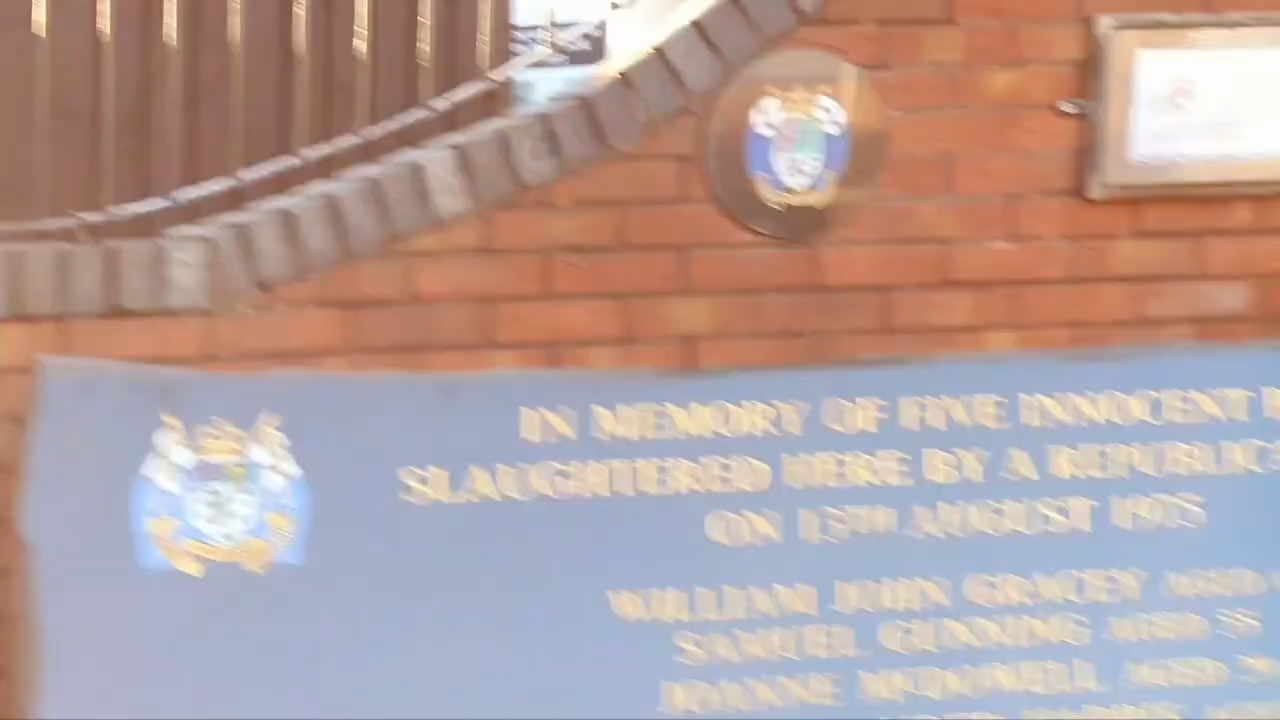 IN MEMORY OF FIVE INNOCENT
SLAUGHTERED HERE BY A
ON 13TH AUGUST 1975
WILLIAM JOHN GRACEY AGED
SAMUEL GUNNING AGED
JOANNE McDOWELL AGED